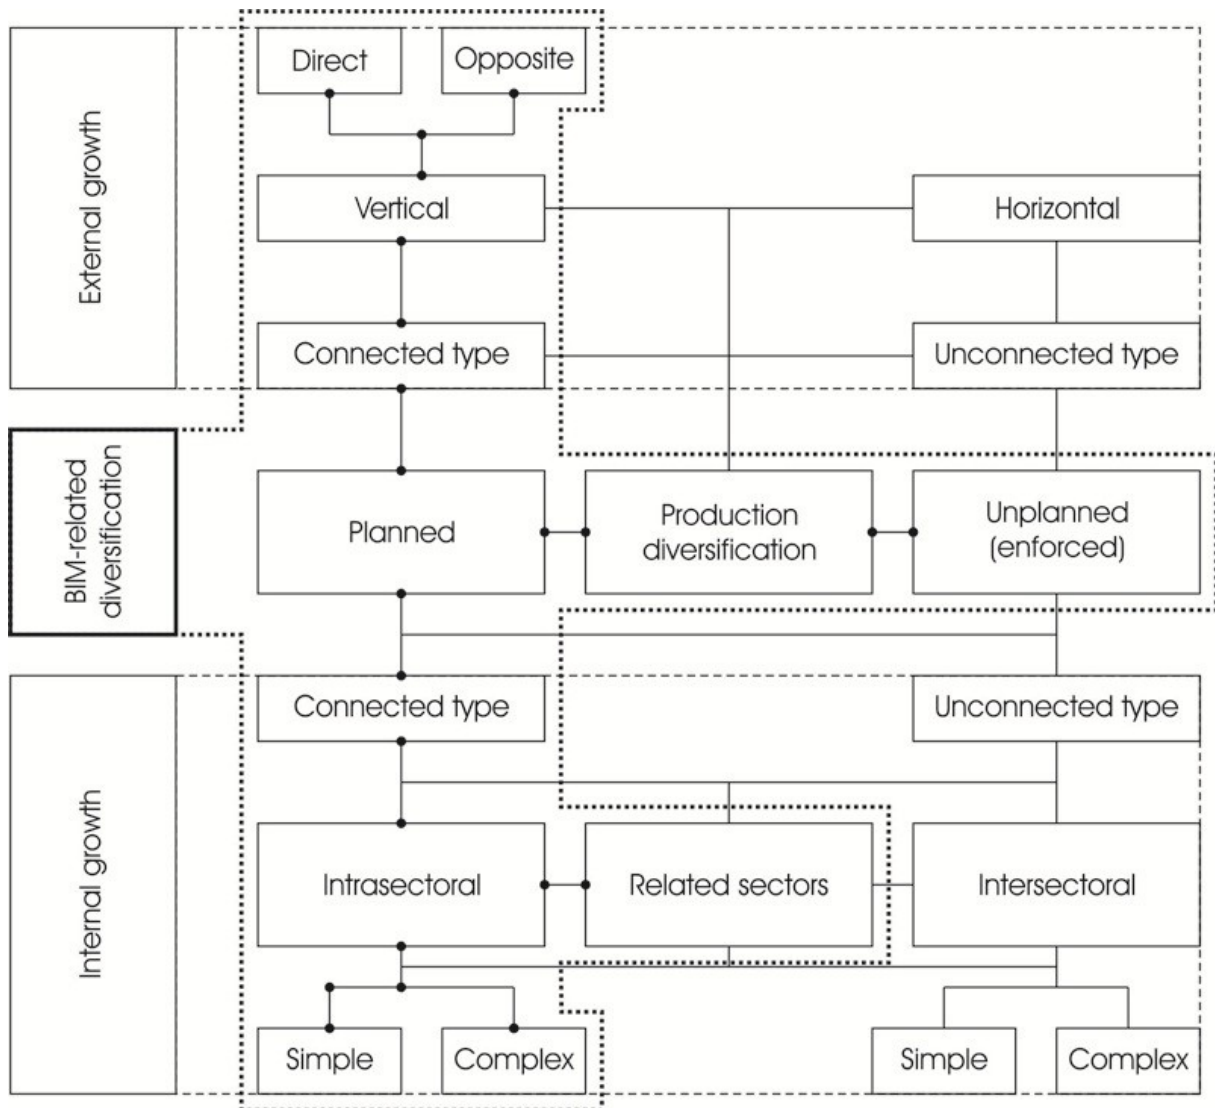 External growth
Direct
Opposite
Vertical
Horizontal
Connected type
Unconnected type
BIM-related
diversification
Planned
Production
diversification
Unplanned
(enforced)
Internal growth
Connected type
Unconnected type
Intrasectoral
Related sectors
Intersectoral
Simple
Complex
Simple
Complex